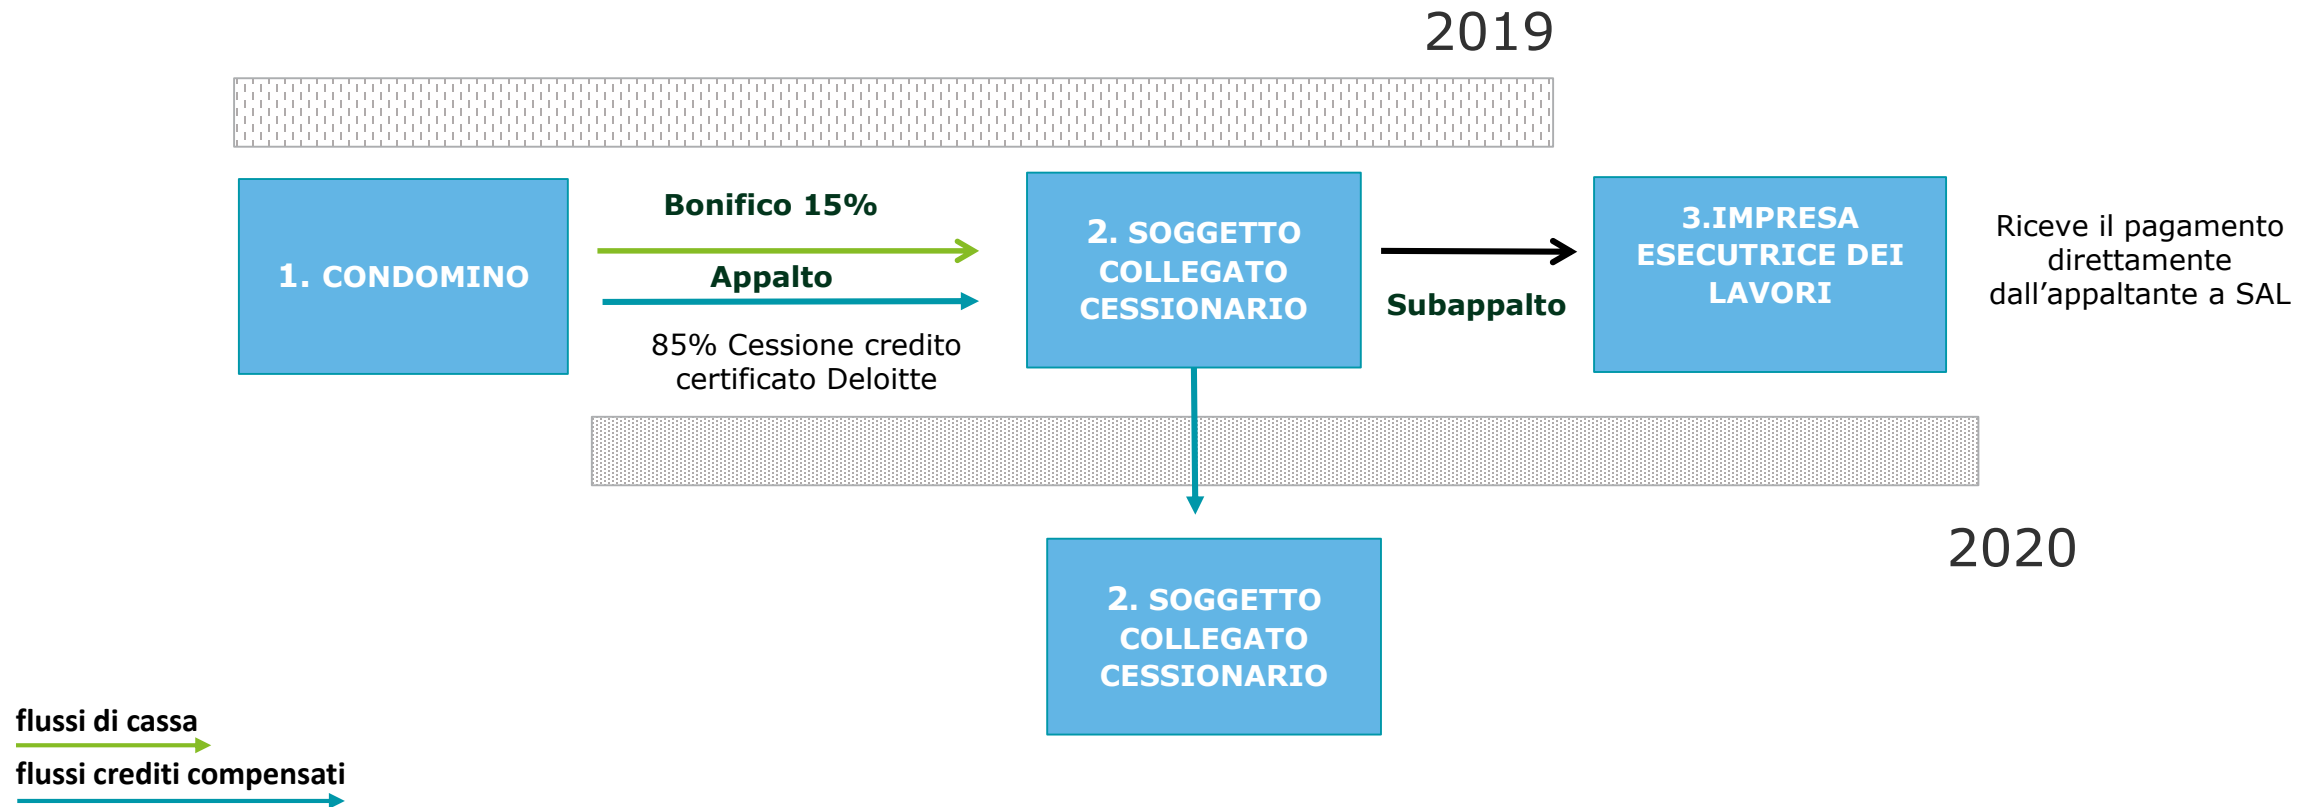 2019
1. CONDOMINO
Bonifico 15%
Appalto
85% Cessione credito
certificato Deloitte
2. SOGGETTO
COLLEGATO
CESSIONARIO
Subappalto
3.IMPRESA
ESECUTRICE DEI
LAVORI
Riceve il pagamento
direttamente
dall’appaltante a SAL
2020
2. SOGGETTO
COLLEGATO
CESSIONARIO
flussi di cassa
flussi crediti compensati